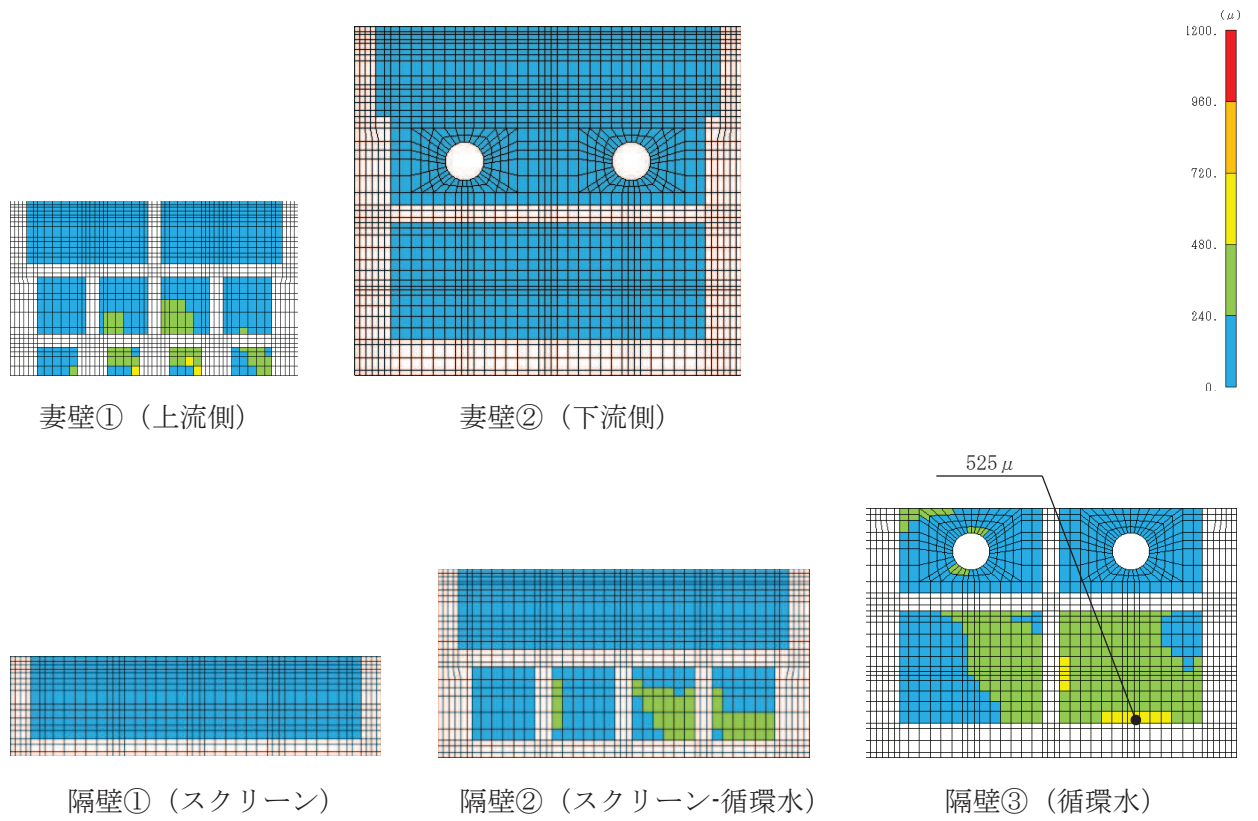 (μ)
1200.
960.
720.
480.
240.
0.
妻壁①（上流側）
妻壁②（下流側）
525μ
隔壁①（スクリーン）
隔壁②（スクリーン-循環水）
隔壁③（循環水）